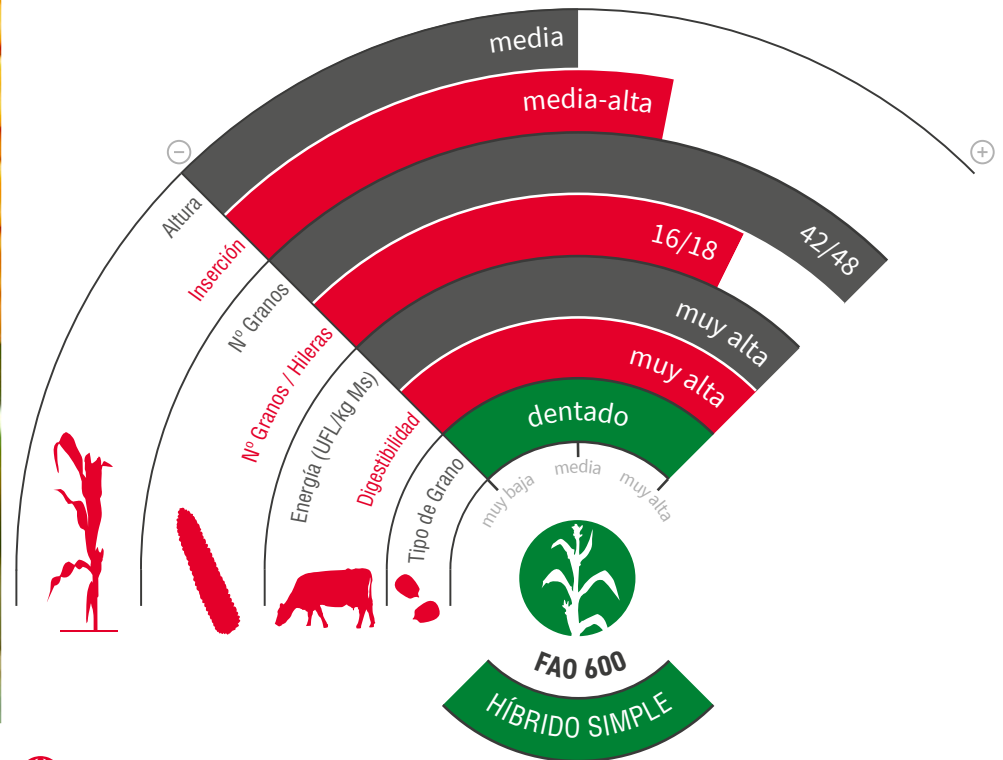 media
media-alta
42/48
16/18
muy alta
muy alta
dentado
−
+
Altura
Inserción
Nº Granos
Nº Granos / Hileras
Energía (UFL/kg Ms)
Digestibilidad
Tipo de Grano
muy baja
media
muy alta
FAO 600
HÍBRIDO SIMPLE